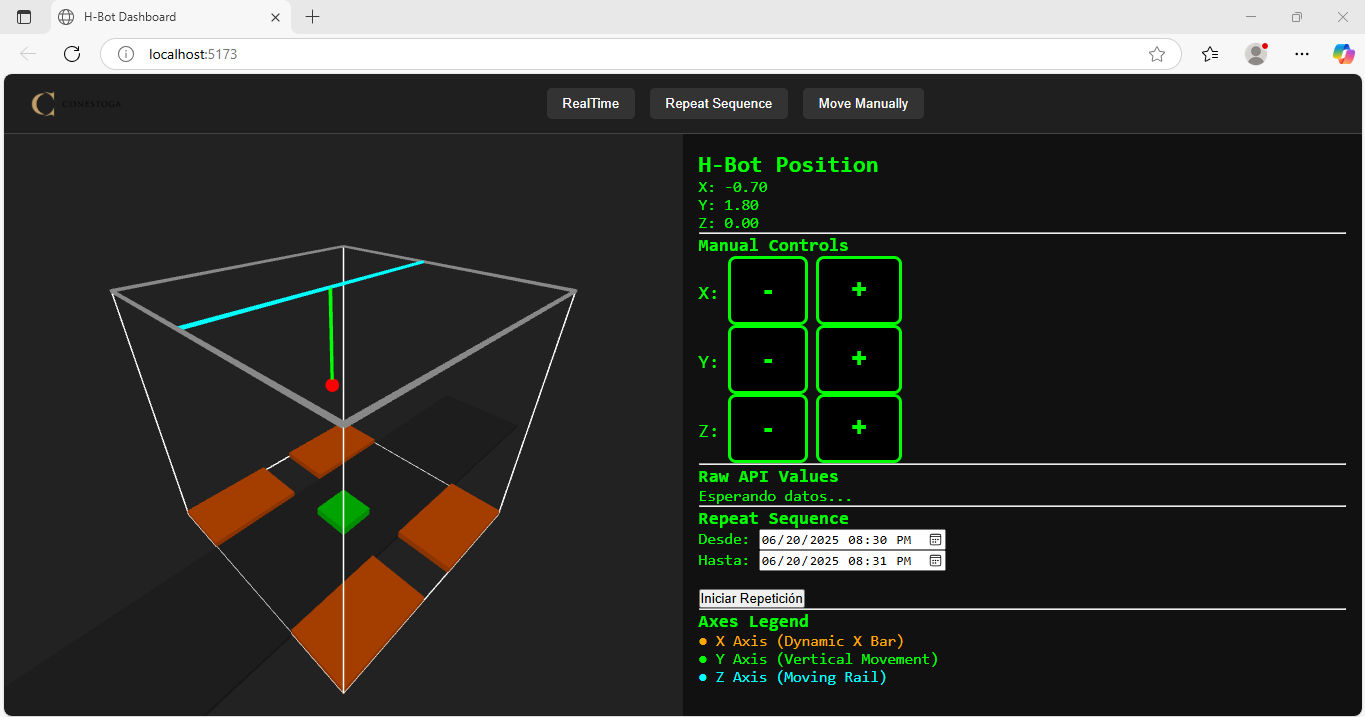 H-Bot Dashboard
localhost:5173
CONESTOGA
RealTime
Repeat Sequence
Move Manually
H-Bot Position
X: -0.70
Y: 1.80
Z: 0.00
Manual Controls
X: - +
Y: - +
Z: - +
Raw API Values
Esperando datos...
Repeat Sequence
Desde: 06/20/2025 08:30 PM
Hasta: 06/20/2025 08:31 PM
Iniciar Repetición
Axes Legend
• X Axis (Dynamic X Bar)
• Y Axis (Vertical Movement)
• Z Axis (Moving Rail)